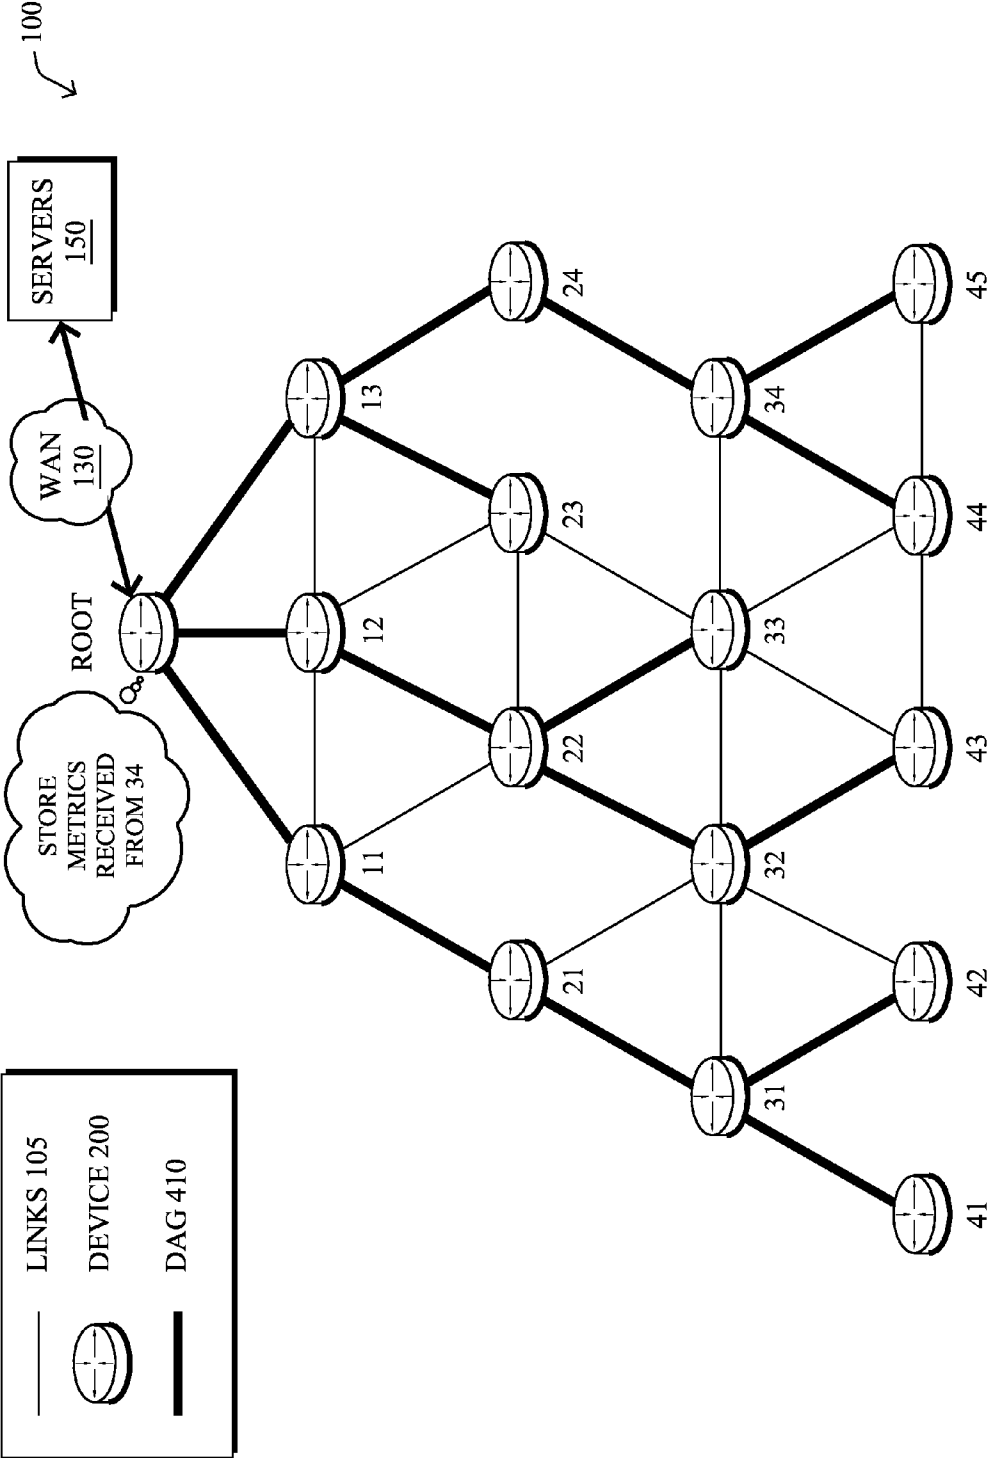 100
SERVERS
150
WAN
130
ROOT
STORE
METRICS
RECEIVED
FROM 34
11
12
13
21
22
23
24
31
32
33
34
41
42
43
44
45
LINKS 105
DEVICE 200
DAG 410